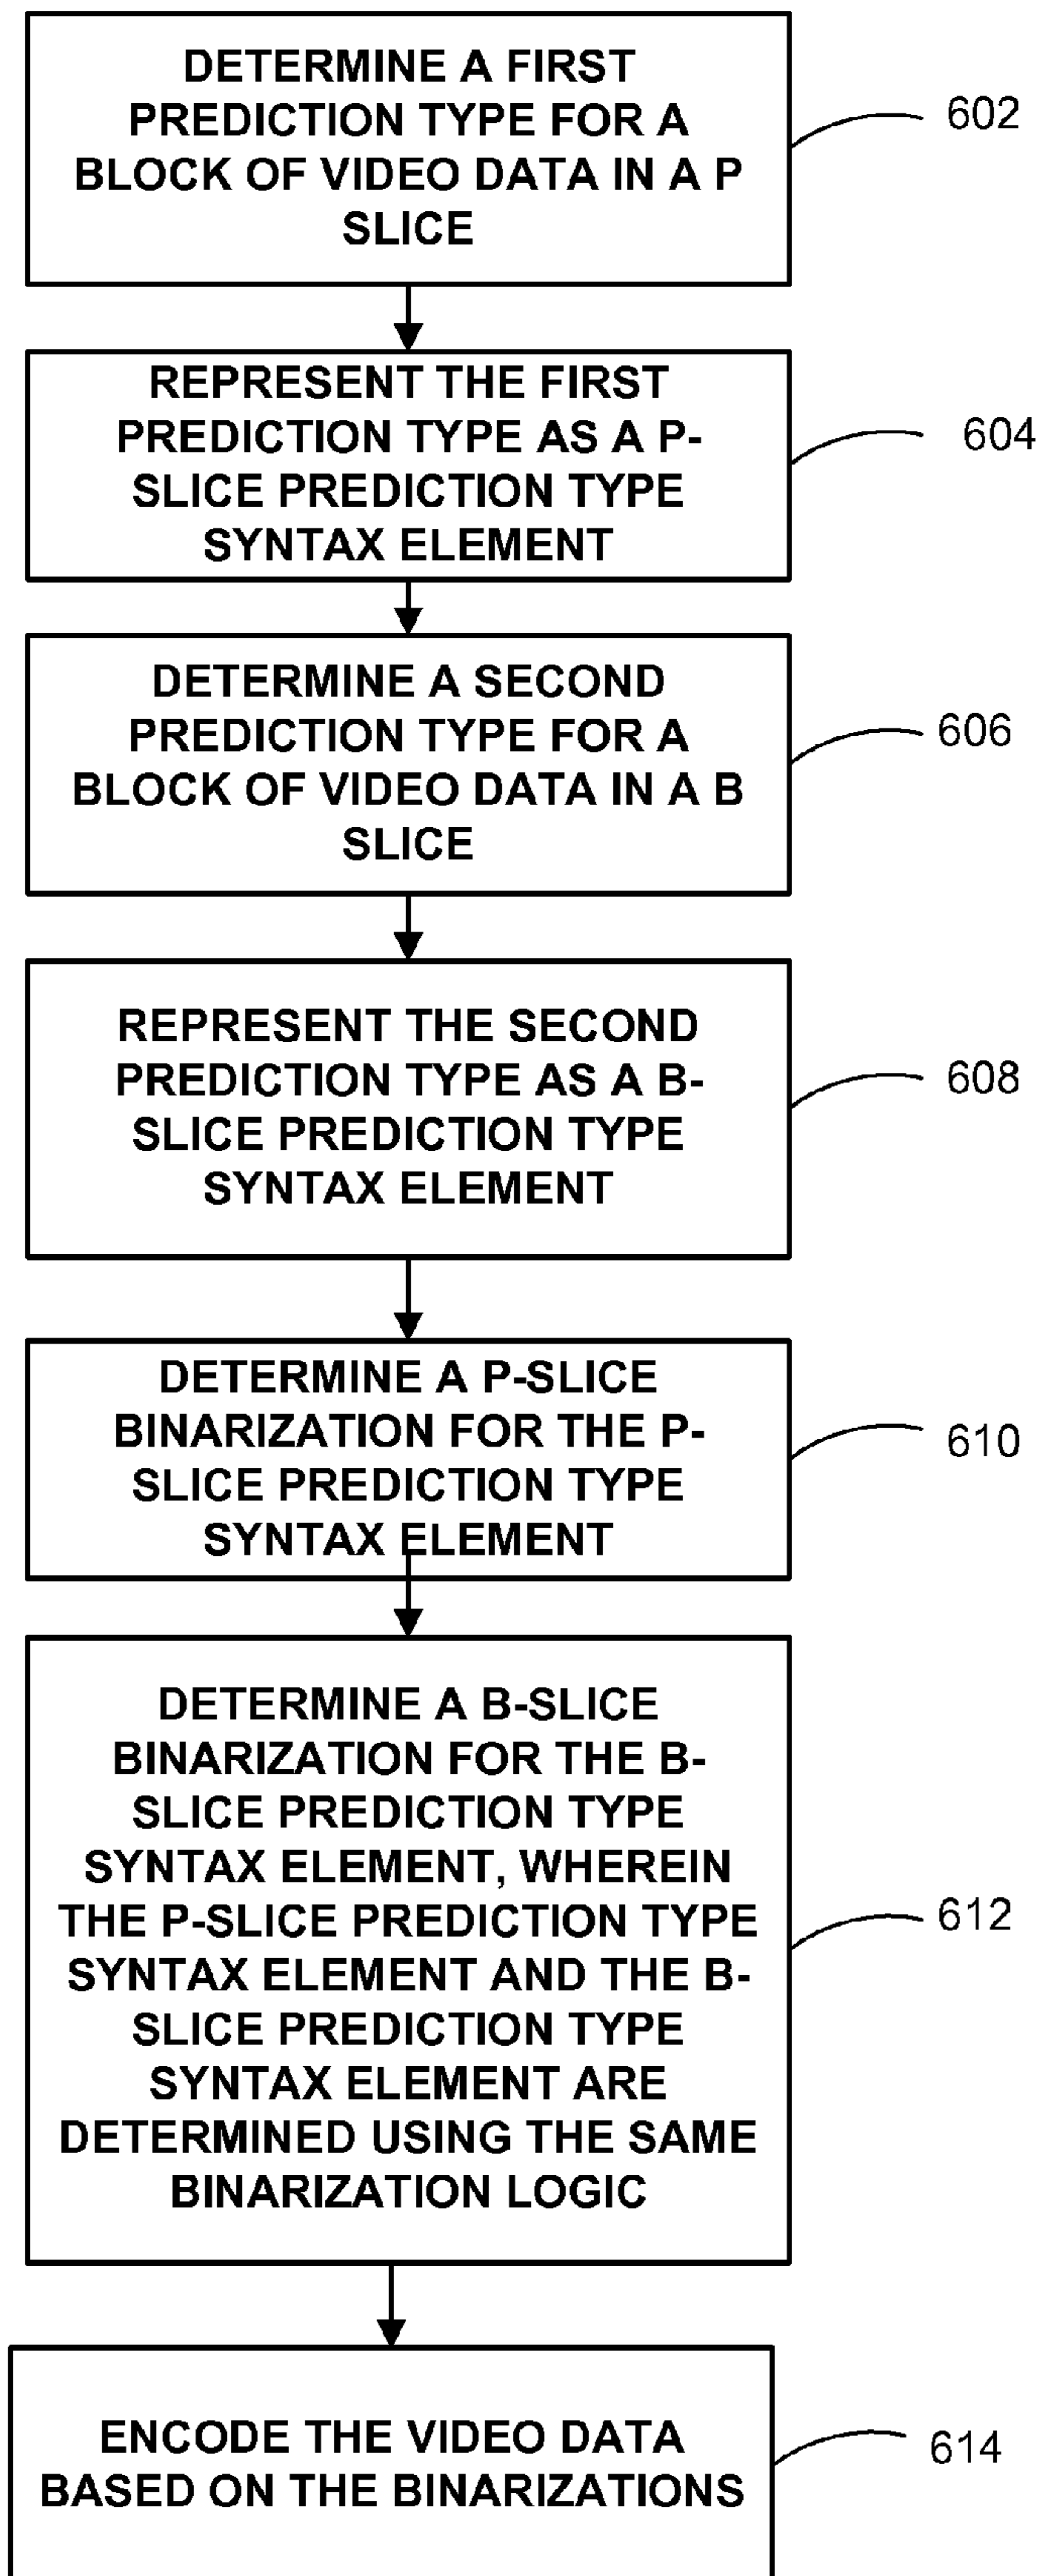 DETERMINE A FIRST
PREDICTION TYPE FOR A
BLOCK OF VIDEO DATA IN A P
SLICE
602
REPRESENT THE FIRST
PREDICTION TYPE AS A P-
SLICE PREDICTION TYPE
SYNTAX ELEMENT
604
DETERMINE A SECOND
PREDICTION TYPE FOR A
BLOCK OF VIDEO DATA IN A B
SLICE
606
REPRESENT THE SECOND
PREDICTION TYPE AS A B-
SLICE PREDICTION TYPE
SYNTAX ELEMENT
608
DETERMINE A P-SLICE
BINARIZATION FOR THE P-
SLICE PREDICTION TYPE
SYNTAX ELEMENT
610
DETERMINE A B-SLICE
BINARIZATION FOR THE B-
SLICE PREDICTION TYPE
SYNTAX ELEMENT, WHEREIN
THE P-SLICE PREDICTION TYPE
SYNTAX ELEMENT AND THE B-
SLICE PREDICTION TYPE
SYNTAX ELEMENT ARE
DETERMINED USING THE SAME
BINARIZATION LOGIC
612
ENCODE THE VIDEO DATA
BASED ON THE BINARIZATIONS
614